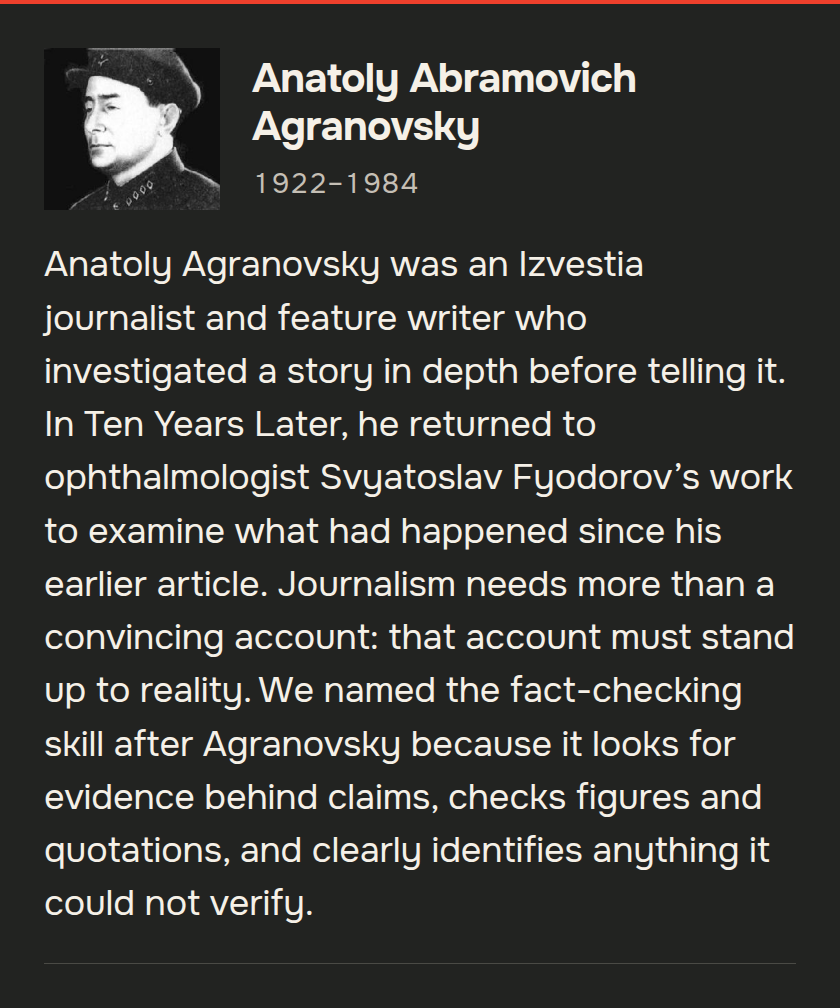 Anatoly Abramovich
Agranovsky
1922–1984
Anatoly Agranovsky was an Izvestia
journalist and feature writer who
investigated a story in depth before telling it.
In Ten Years Later, he returned to
ophthalmologist Svyatoslav Fyodorov’s work
to examine what had happened since his
earlier article. Journalism needs more than a
convincing account: that account must stand
up to reality. We named the fact-checking
skill after Agranovsky because it looks for
evidence behind claims, checks figures and
quotations, and clearly identifies anything it
could not verify.